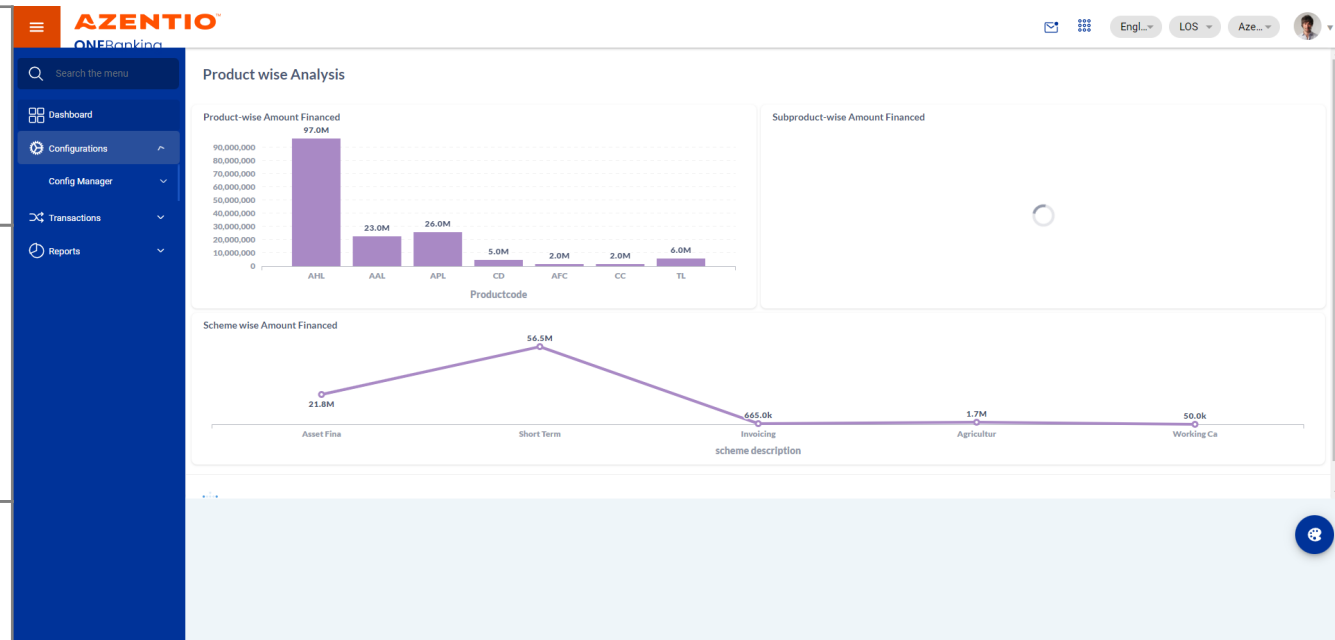 AZENTIO
ONEBanking
Engl...
LOS
Aze...
Search the menu
Dashboard
Configurations
Config Manager
Transactions
Reports
Product wise Analysis
Product-wise Amount Financed
97.0M
90,000,000
80,000,000
70,000,000
60,000,000
50,000,000
40,000,000
30,000,000
20,000,000
10,000,000
0
23.0M
26.0M
5.0M
2.0M
2.0M
6.0M
AHL AAL APL CD AFC CC TL
Productcode
Subproduct-wise Amount Financed
Scheme wise Amount Financed
56.5M
21.8M
665.0k
1.7M
50.0k
Asset Fina Short Term Invoicing Agricultur Working Ca
scheme description